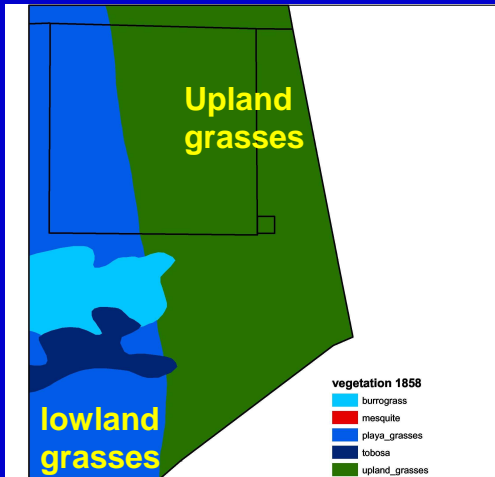 Upland
grasses
lowland
grasses
vegetation 1858
burrograss
mesquite
playa_grasses
tobosa
upland_grasses